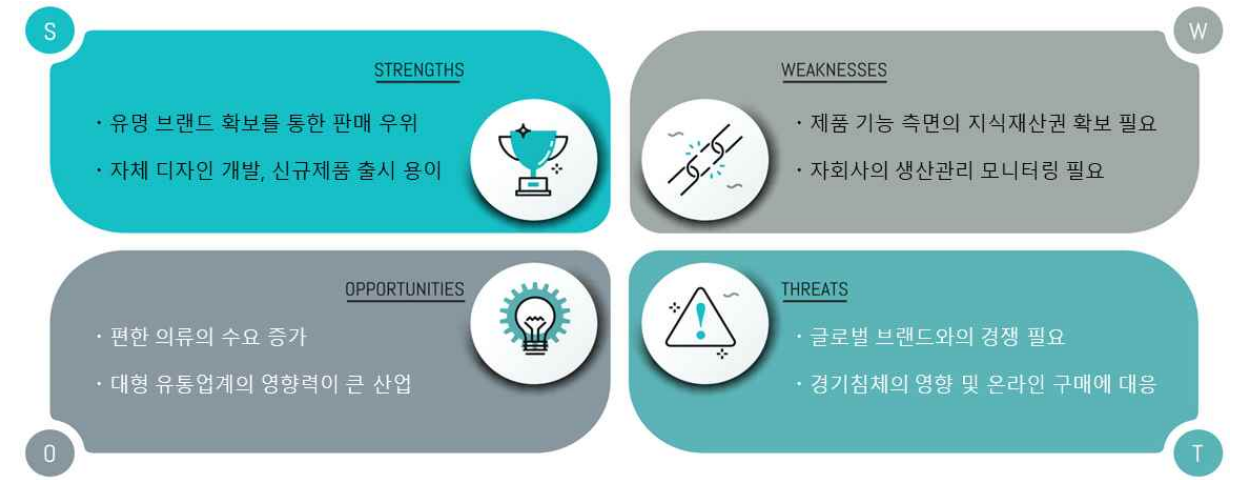 S
STRENGTHS
· 유명 브랜드 확보를 통한 판매 우위
· 자체 디자인 개발, 신규제품 출시 용이
W
WEAKNESSES
· 제품 기능 측면의 지식재산권 확보 필요
· 자회사의 생산관리 모니터링 필요
OPPORTUNITIES
· 편한 의류의 수요 증가
· 대형 유통업계의 영향력이 큰 산업
O
THREATS
· 글로벌 브랜드와의 경쟁 필요
· 경기침체의 영향 및 온라인 구매에 대응
T